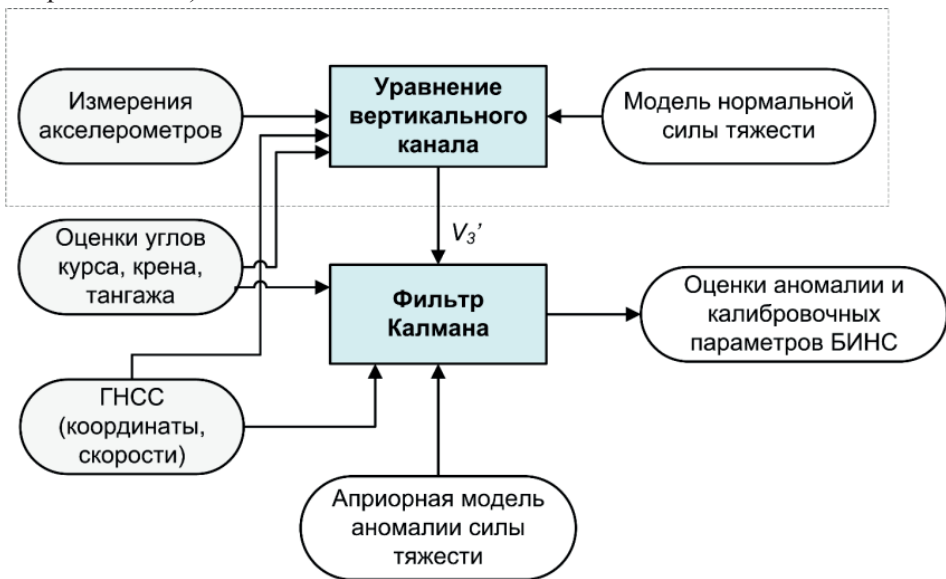 Измерения
акселерометров
Уравнение
вертикального
канала
Модель нормальной
силы тяжести
Оценки углов
курса, крена,
тангажа
V₃’
Фильтр
Калмана
Оценки аномалии и
калибровочных
параметров БИНС
ГНСС
(координаты,
скорости)
Априорная модель
аномалии силы
тяжести